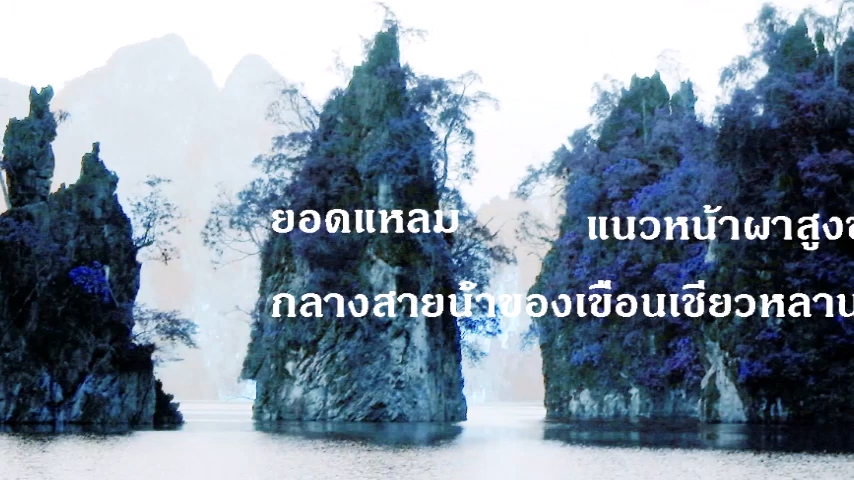 ยอดแหลม แนวหน้าผาสูง
กลางสายน้ำของเขื่อนเชี่ยวหลาน